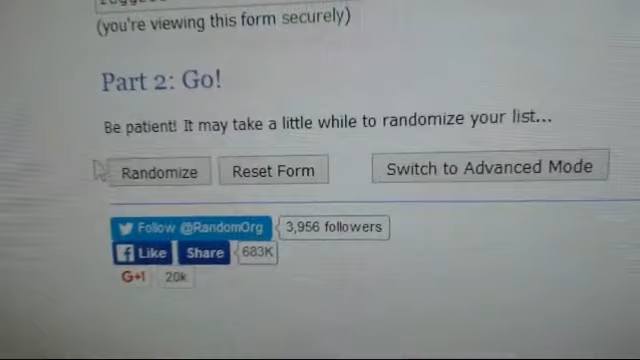 (you're viewing this form securely)
Part 2: Go!
Be patient! It may take a little while to randomize your list...
Randomize Reset Form Switch to Advanced Mode
Follow @RandomOrg 3,956 followers
Like Share 683K
G+1 20k